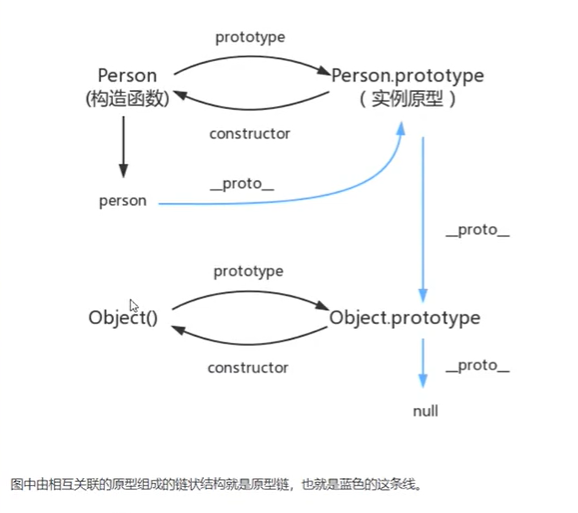 prototype
Person
(构造函数)
Person.prototype
（ 实例原型 ）
constructor
__proto__
person
__proto__
prototype
Object()
Object.prototype
constructor
__proto__
null
图中由相互关联的原型组成的链状结构就是原型链，也就是蓝色的这条线。